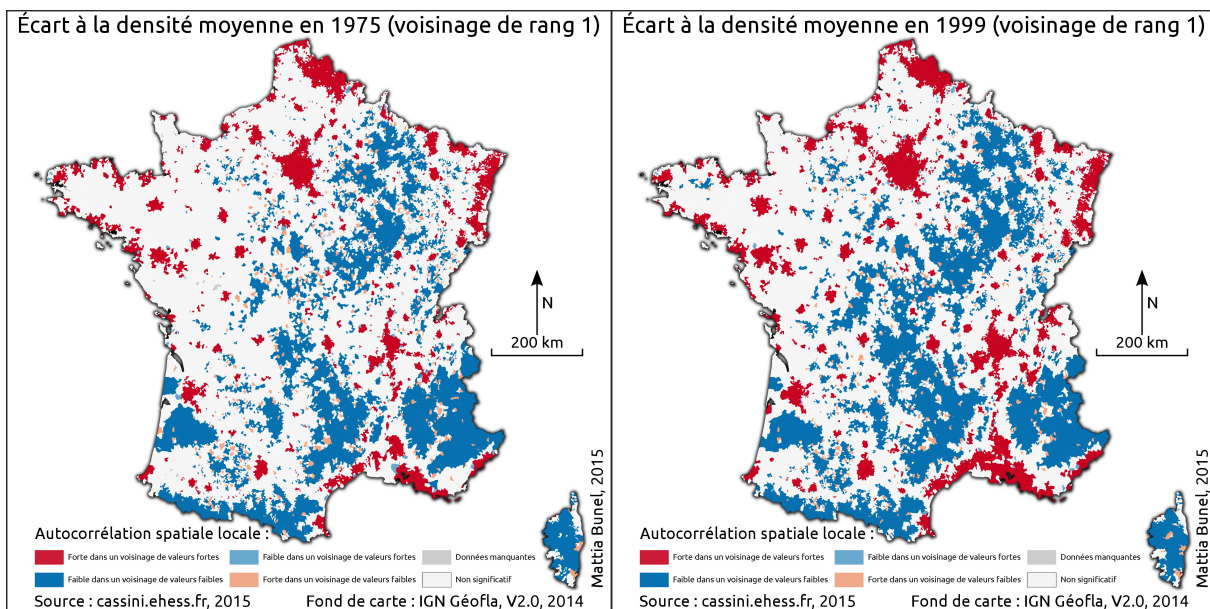 Écart à la densité moyenne en 1975 (voisinage de rang 1)
N
200 km
Autocorrélation spatiale locale :
Forte dans un voisinage de valeurs fortes
Faible dans un voisinage de valeurs fortes
Données manquantes
Faible dans un voisinage de valeurs faibles
Forte dans un voisinage de valeurs faibles
Non significatif
Source : cassini.ehess.fr, 2015
Fond de carte : IGN Géofla, V2.0, 2014
Mattia Bunel, 2015
Écart à la densité moyenne en 1999 (voisinage de rang 1)
N
200 km
Autocorrélation spatiale locale :
Forte dans un voisinage de valeurs fortes
Faible dans un voisinage de valeurs fortes
Données manquantes
Faible dans un voisinage de valeurs faibles
Forte dans un voisinage de valeurs faibles
Non significatif
Source : cassini.ehess.fr, 2015
Fond de carte : IGN Géofla, V2.0, 2014
Mattia Bunel, 2015